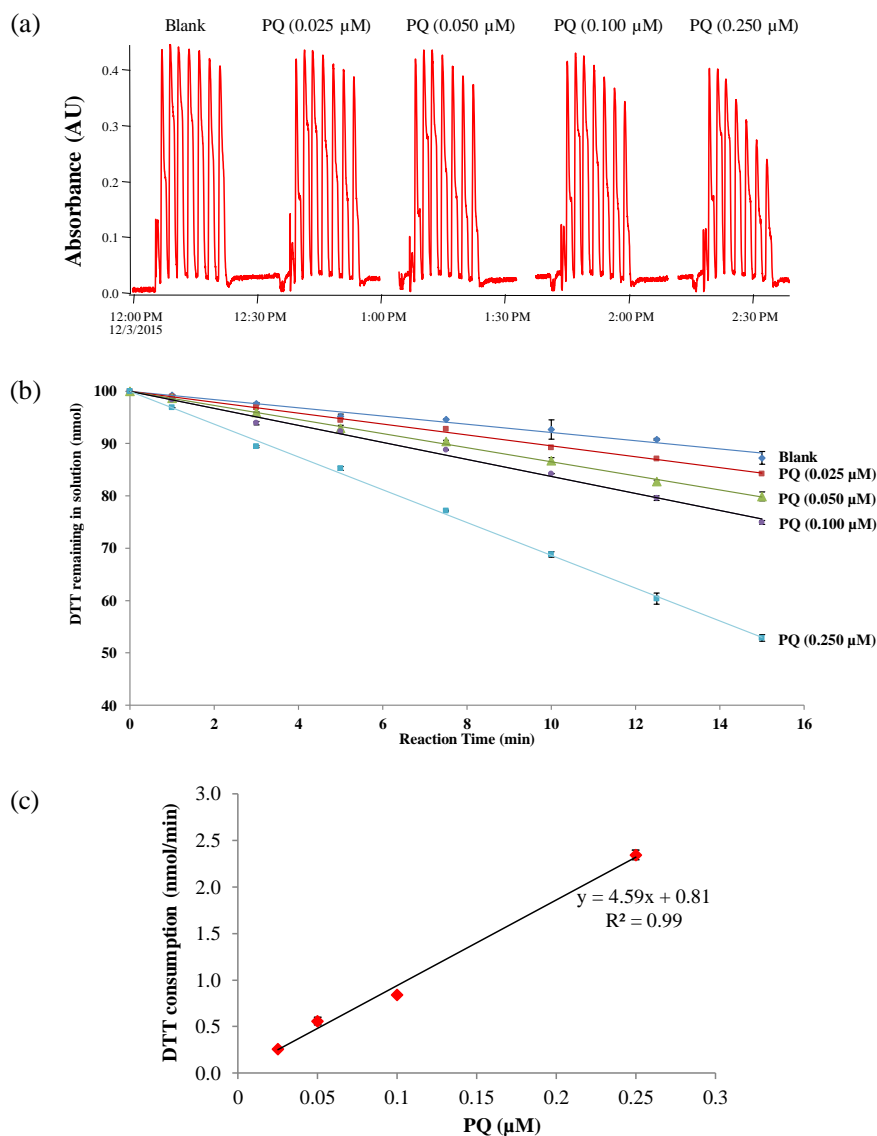 (a)
Blank PQ (0.025 µM) PQ (0.050 µM) PQ (0.100 µM) PQ (0.250 µM)
Absorbance (AU)
0.4
0.3
0.2
0.1
0.0
12:00 PM 12:30 PM 1:00 PM 1:30 PM 2:00 PM 2:30 PM
12/3/2015
(b)
DTT remaining in solution (nmol)
100
90
80
70
60
50
40
Blank
PQ (0.025 µM)
PQ (0.050 µM)
PQ (0.100 µM)
PQ (0.250 µM)
0 2 4 6 8 10 12 14 16
Reaction Time (min)
(c)
DTT consumption (nmol/min)
3.0
2.5
2.0
1.5
1.0
0.5
0.0
y = 4.59x + 0.81
R² = 0.99
0 0.05 0.1 0.15 0.2 0.25 0.3
PQ (µM)